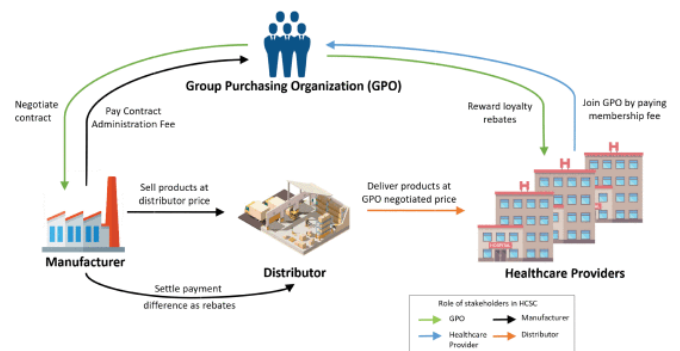 Group Purchasing Organization (GPO)
Negotiate
contract
Pay Contract
Administration Fee
Reward loyalty
rebates
Join GPO by paying
membership fee
Sell products at
distributor price
Deliver products at
GPO negotiated price
H
H
H
HOSPITAL
Manufacturer
Distributor
Healthcare Providers
Settle payment
difference as rebates
Role of stakeholders in HCSC
GPO
Manufacturer
Healthcare
Provider
Distributor